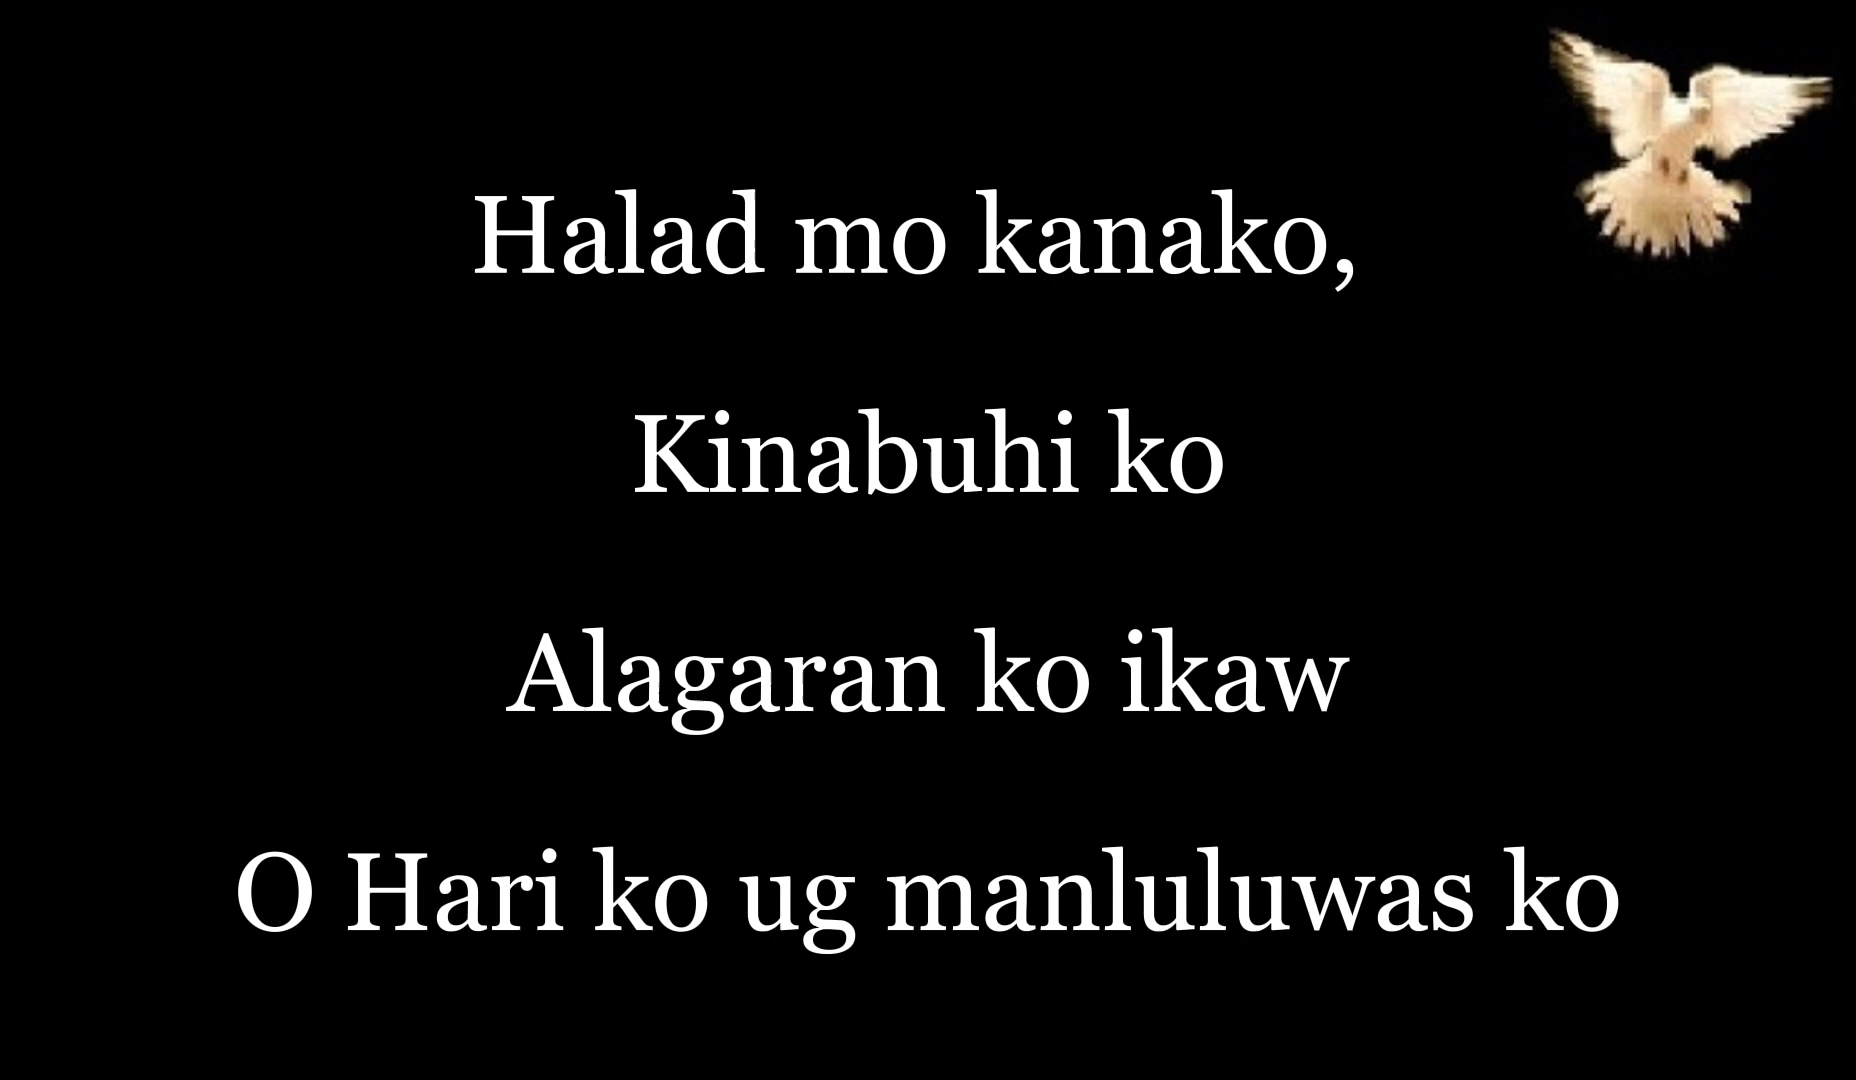 Halad mo kanako,
Kinabuhi ko
Alagaran ko ikaw
O Hari ko ug manluluwas ko